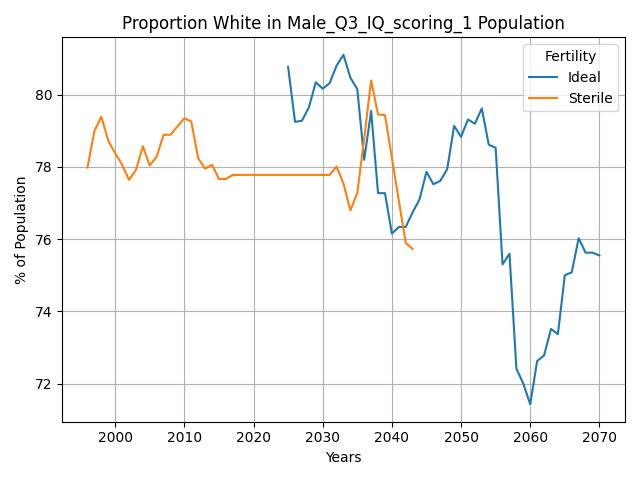 Proportion White in Male_Q3_IQ_scoring_1 Population
Fertility
Ideal
Sterile
% of Population
80
78
76
74
72
2000
2010
2020
2030
2040
2050
2060
2070
Years